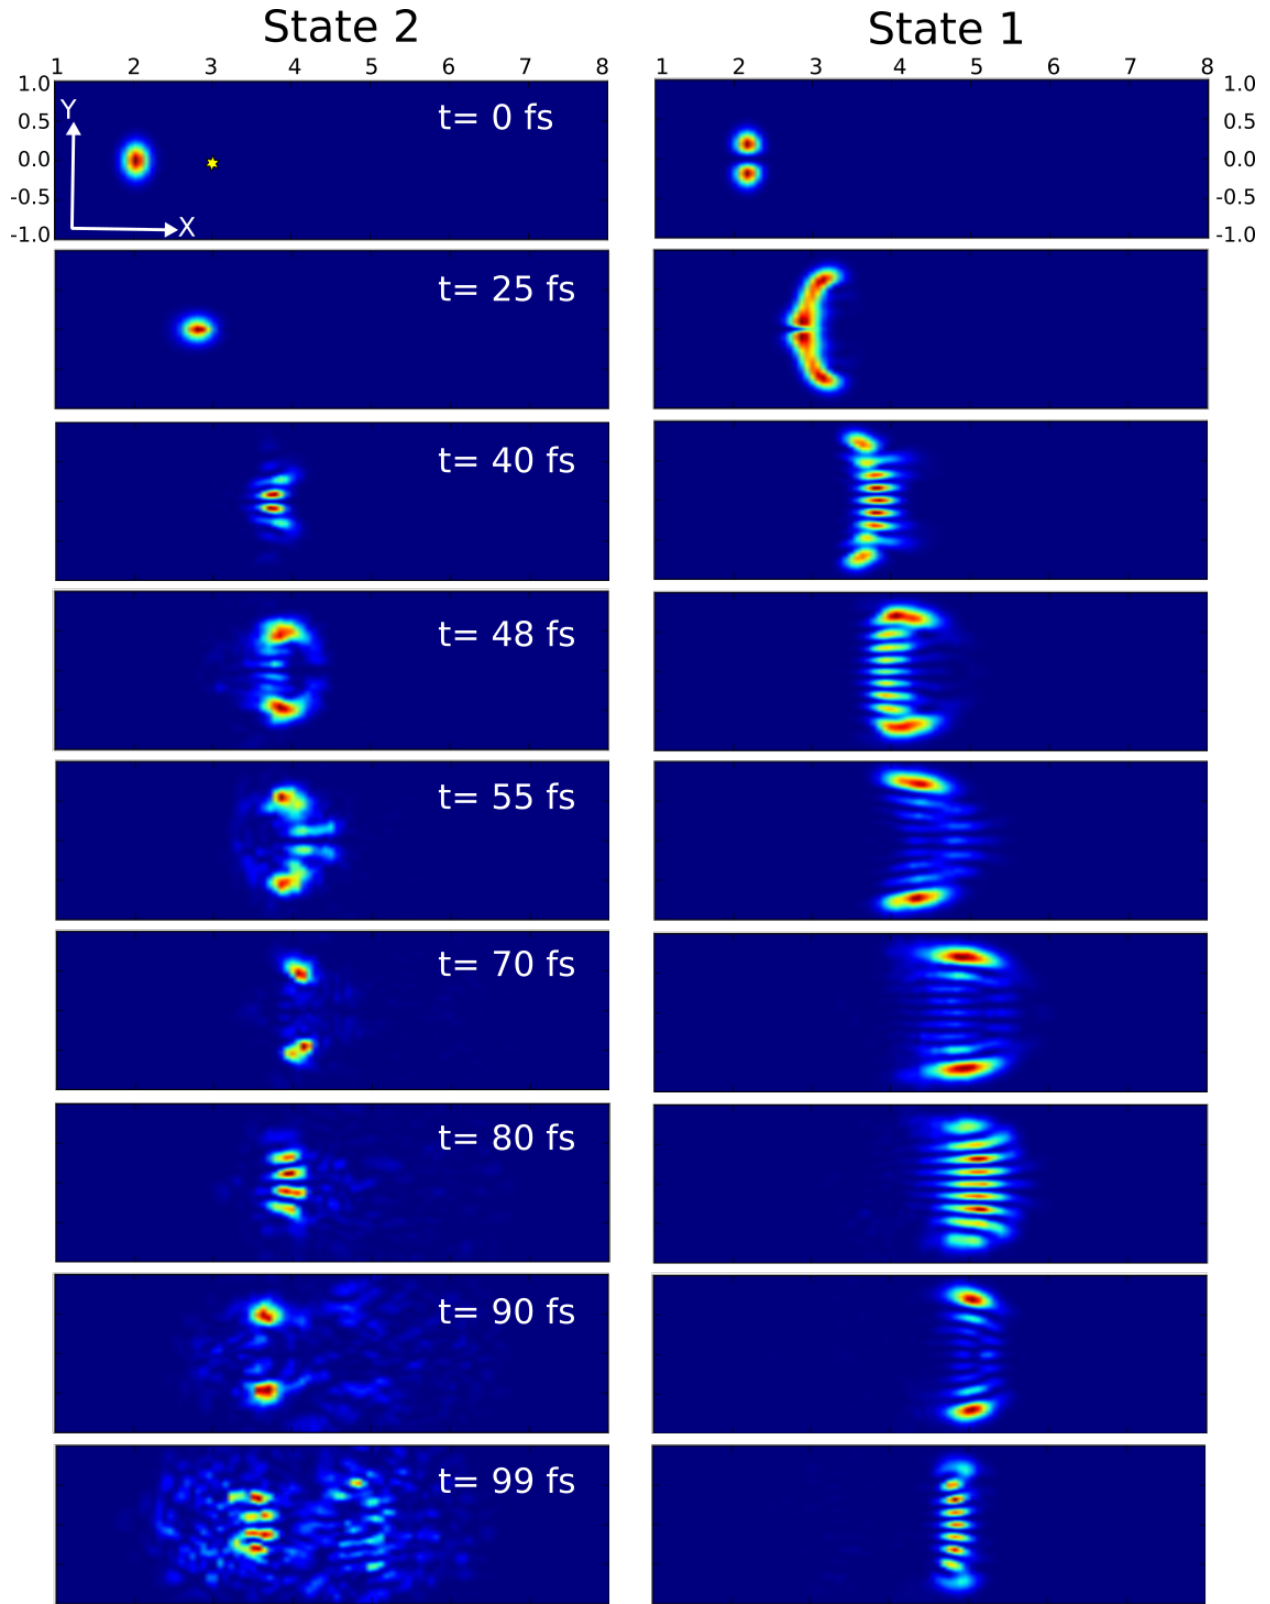 State 2 State 1
1 2 3 4 5 6 7 8 1 2 3 4 5 6 7 8
1.0 1.0
Y t= 0 fs
0.5 0.5
0.0 0.0
-0.5 -0.5
X
-1.0 -1.0
t= 25 fs
t= 40 fs
t= 48 fs
t= 55 fs
t= 70 fs
t= 80 fs
t= 90 fs
t= 99 fs